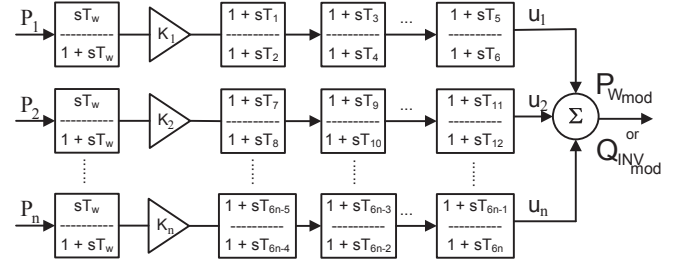 P₁ sTw K₁ 1 + sT₁ 1 + sT₃ ... 1 + sT₅ u₁
1 + sTw 1 + sT₂ 1 + sT₄ 1 + sT₆
P₂ sTw K₂ 1 + sT₇ 1 + sT₉ ... 1 + sT₁₁ u₂ Σ PWmod
1 + sTw 1 + sT₈ 1 + sT₁₀ 1 + sT₁₂ or
QINVmod
Pn sTw Kn 1 + sT6n-5 1 + sT6n-3 ... 1 + sT6n-1 un
1 + sTw 1 + sT6n-4 1 + sT6n-2 1 + sT6n